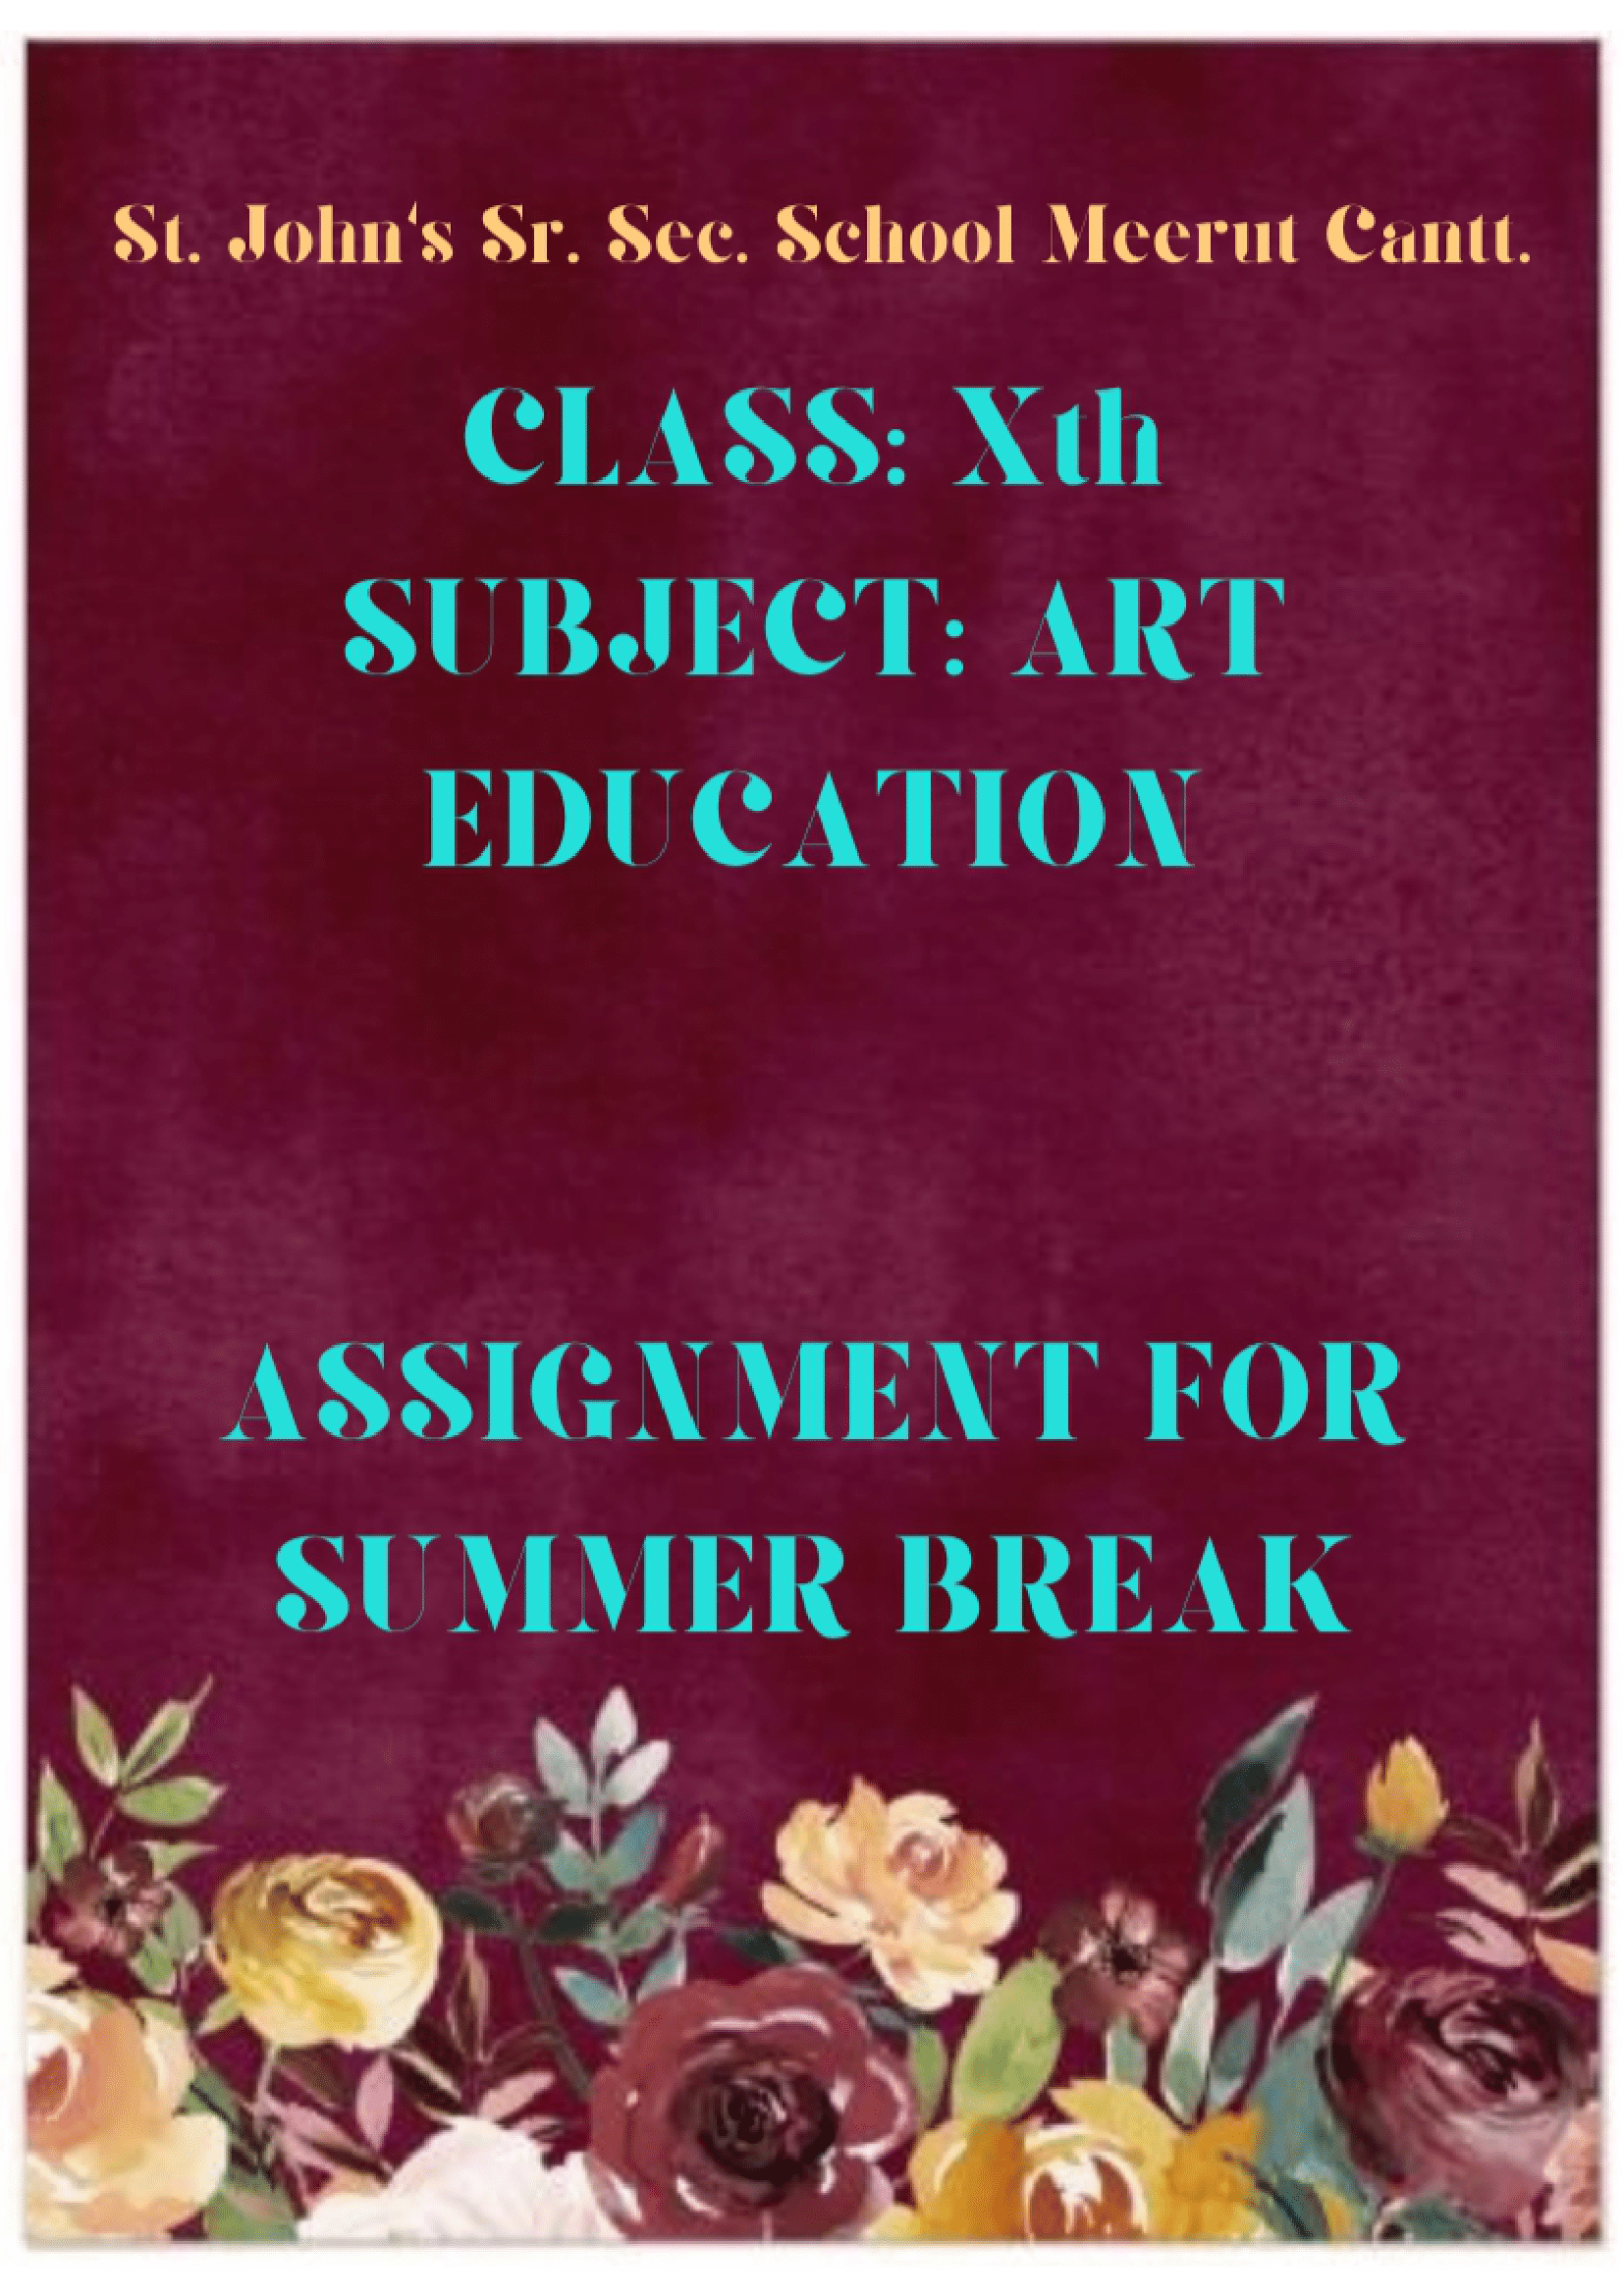 St. John's Sr. Sec. School Meerut Cantt.
CLASS: Xth
SUBJECT: ART
EDUCATION
ASSIGNMENT FOR
SUMMER BREAK